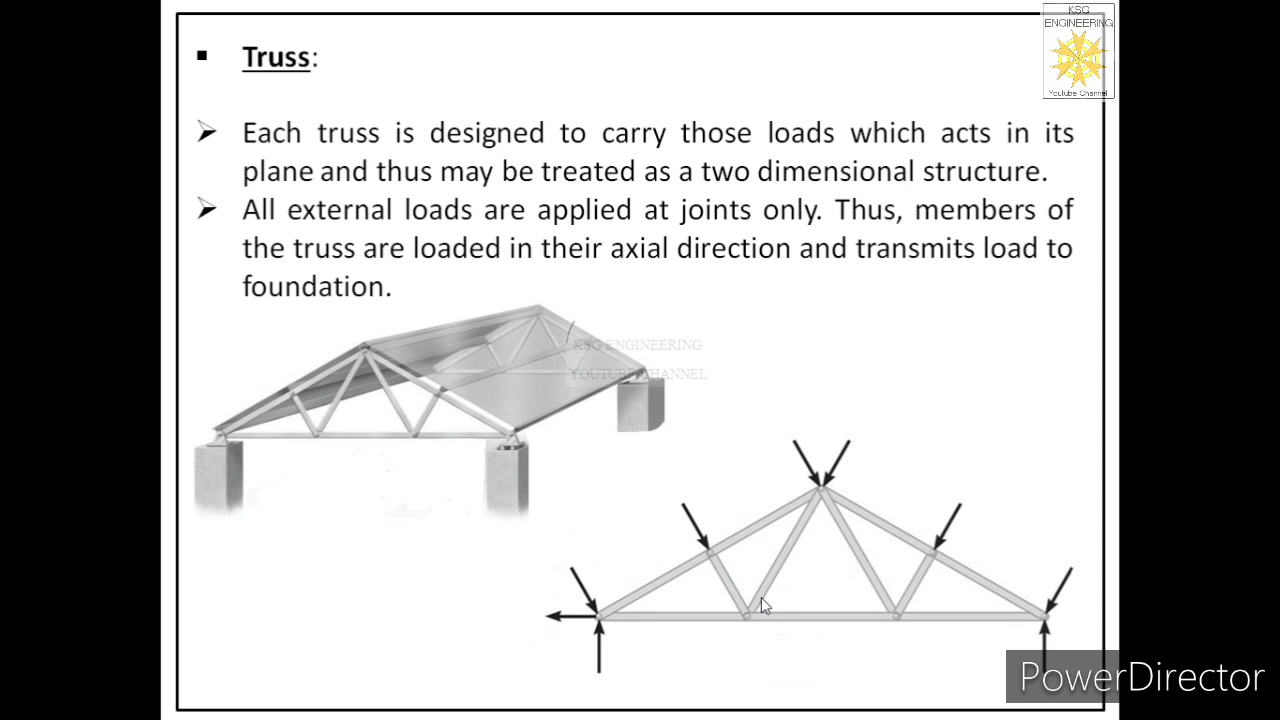 KSG
ENGINEERING
Youtube Channel
▪ Truss:
➢ Each truss is designed to carry those loads which acts in its
plane and thus may be treated as a two dimensional structure.
➢ All external loads are applied at joints only. Thus, members of
the truss are loaded in their axial direction and transmits load to
foundation.
KSG ENGINEERING
YOUTUBE CHANNEL
PowerDirector